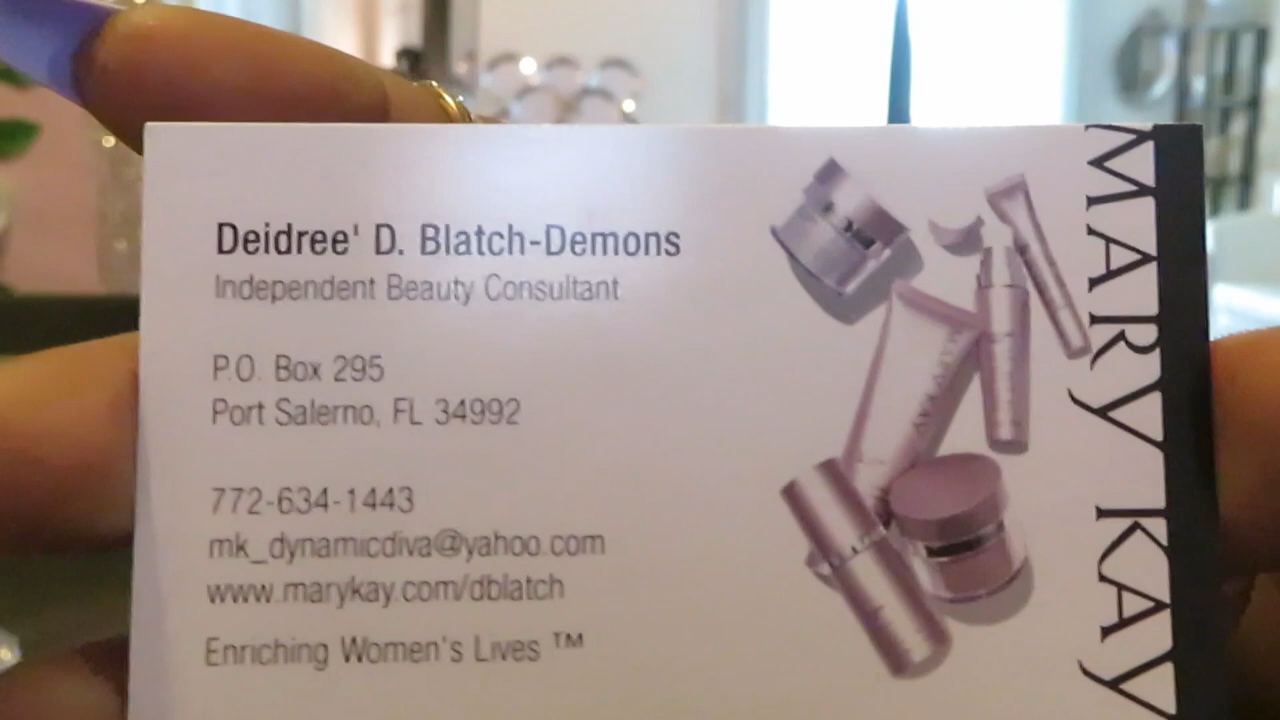 Deidree' D. Blatch-Demons
Independent Beauty Consultant
P.O. Box 295
Port Salerno, FL 34992
772-634-1443
mk_dynamicdiva@yahoo.com
www.marykay.com/dblatch
Enriching Women's Lives ™
MARY KAY